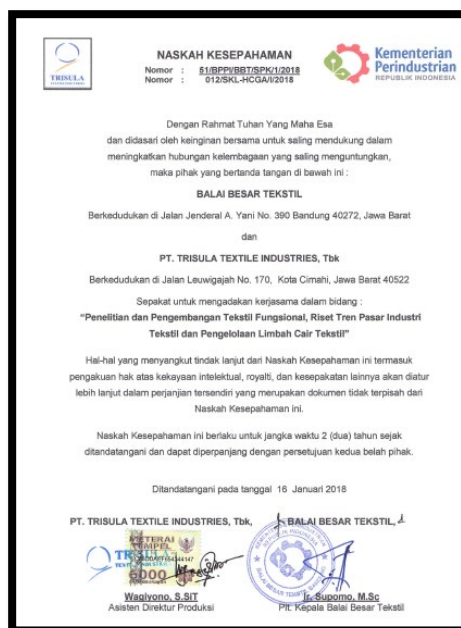 TRISULA
NASKAH KESEPAHAMAN
Nomor : 51/BPPI/BBT/SPK/1/2018
Nomor : 012/SKL-HCGA/I/2018
Kementerian
Perindustrian
REPUBLIK INDONESIA
Dengan Rahmat Tuhan Yang Maha Esa
dan didasari oleh keinginan bersama untuk saling mendukung dalam
meningkatkan hubungan kelembagaan yang saling menguntungkan,
maka pihak yang bertanda tangan di bawah ini :
BALAI BESAR TEKSTIL
Berkedudukan di Jalan Jenderal A. Yani No. 390 Bandung 40272, Jawa Barat
dan
PT. TRISULA TEXTILE INDUSTRIES, Tbk
Berkedudukan di Jalan Leuwigajah No. 170, Kota Cimahi, Jawa Barat 40522
Sepakat untuk mengadakan kerjasama dalam bidang :
"Penelitian dan Pengembangan Tekstil Fungsional, Riset Tren Pasar Industri
Tekstil dan Pengelolaan Limbah Cair Tekstil"
Hal-hal yang menyangkut tindak lanjut dari Naskah Kesepahaman ini termasuk
pengakuan hak atas kekayaan intelektual, royalti, dan kesepakatan lainnya akan diatur
lebih lanjut dalam perjanjian tersendiri yang merupakan dokumen tidak terpisah dari
Naskah Kesepahaman ini.
Naskah Kesepahaman ini berlaku untuk jangka waktu 2 (dua) tahun sejak
ditandatangani dan dapat diperpanjang dengan persetujuan kedua belah pihak.
Ditandatangani pada tanggal 16 Januari 2018
PT. TRISULA TEXTILE INDUSTRIES, Tbk,
BALAI BESAR TEKSTIL,
METERAI
TEMPEL
6000
Wagiyono, S.SiT
Asisten Direktur Produksi
Ir. Supomo, M.Sc
Plt. Kepala Balai Besar Tekstil